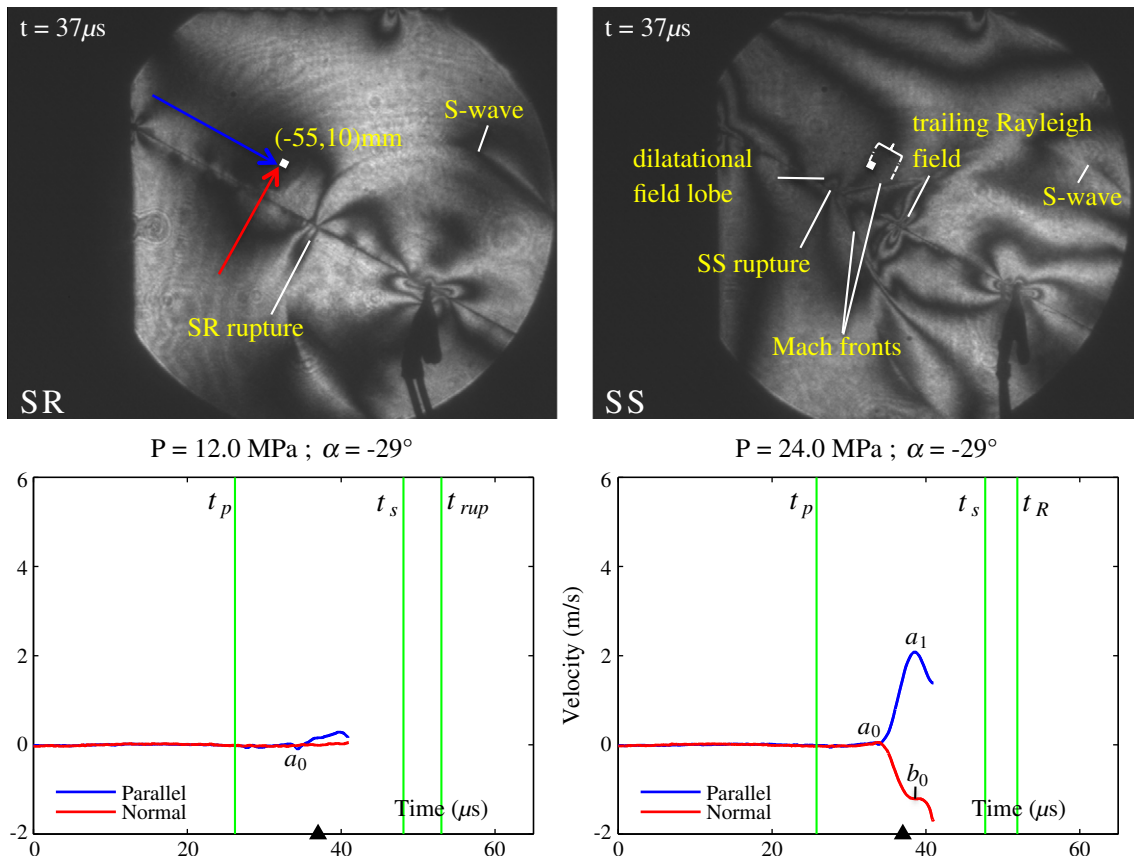 t = 37μs
S-wave
(-55,10)mm
SR rupture
SR
t = 37μs
trailing Rayleigh
field
dilatational
field lobe
S-wave
SS rupture
Mach fronts
SS
P = 12.0 MPa ; α = -29°
6
4
2
0
-2
t p
t s
t rup
a0
Parallel
Normal
Time (μs)
0
20
40
60
P = 24.0 MPa ; α = -29°
Velocity (m/s)
6
4
2
0
-2
t p
t s
t R
a1
a0
b0
Parallel
Normal
Time (μs)
0
20
40
60